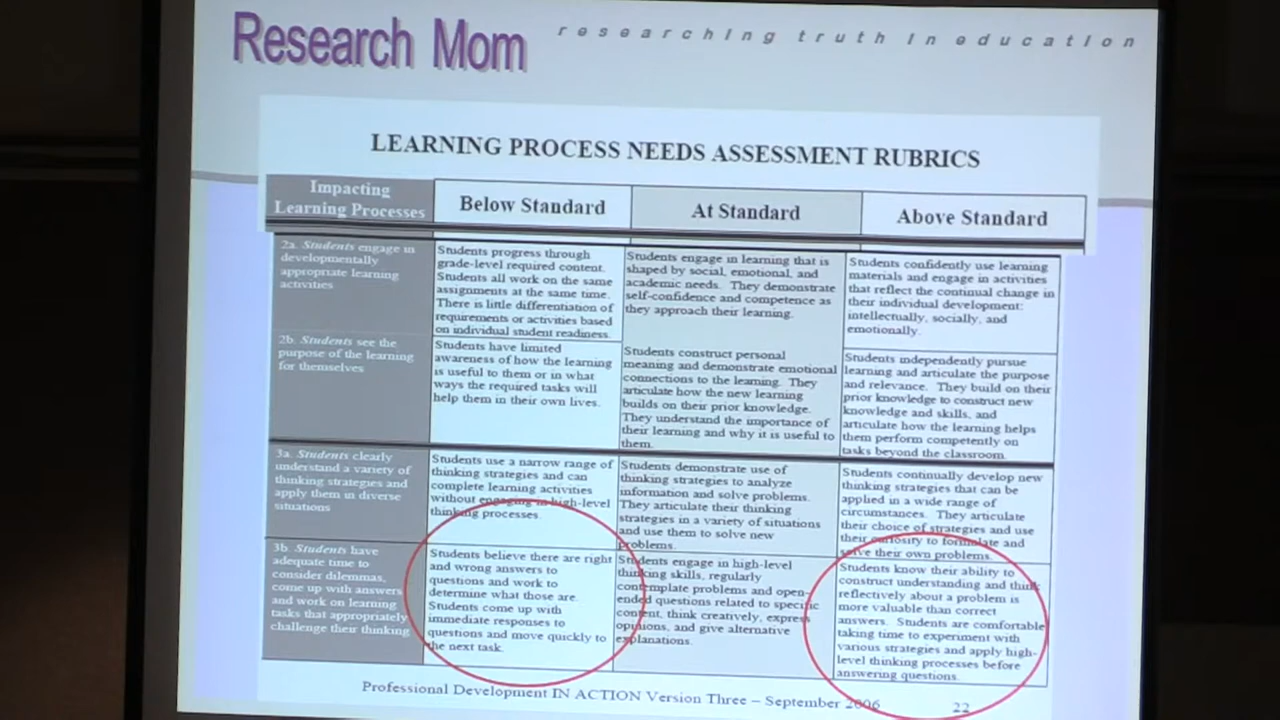 Research Mom
researching truth in education
LEARNING PROCESS NEEDS ASSESSMENT RUBRICS
Impacting
Learning Processes
Below Standard
At Standard
Above Standard
2a. Students engage in
developmentally
appropriate learning
activities
Students progress through
grade-level required content.
Students all work on the same
assignments at the same time.
There is little differentiation of
requirements or activities based
on individual student readiness.
Students engage in learning that is
shaped by social, emotional, and
academic needs. They demonstrate
self-confidence and competence as
they approach their learning.
Students confidently use learning
materials and engage in activities
that reflect the continual change in
their individual development:
intellectually, socially, and
emotionally.
2b. Students see the
purpose of the learning
for themselves
Students have limited
awareness of how the learning
is useful to them or in what
ways the required tasks will
help them in their own lives.
Students construct personal
meaning and demonstrate emotional
connections to the learning. They
articulate how the new learning
builds on their prior knowledge.
They understand the importance of
their learning and why it is useful to
them.
Students independently pursue
learning and articulate the purpose
and relevance. They build on their
prior knowledge to construct new
knowledge and skills, and
articulate how the learning helps
them perform competently on
tasks beyond the classroom.
3a. Students clearly
understand a variety of
thinking strategies and
apply them in diverse
situations
Students use a narrow range of
thinking strategies and can
complete learning activities
without engaging in high-level
thinking processes.
Students demonstrate use of
thinking strategies to analyze
information and solve problems.
They articulate their thinking
strategies in a variety of situations
and use them to solve new
problems.
Students continually develop new
thinking strategies that can be
applied in a wide range of
circumstances. They articulate
their choice of strategies and use
their curiosity to formulate and
solve their own problems.
3b. Students have
adequate time to
consider dilemmas,
come up with answers
and work on learning
tasks that appropriately
challenge their thinking
Students believe there are right
and wrong answers to
questions and work to
determine what those are.
Students come up with
immediate responses to
questions and move quickly to
the next task.
Students engage in high-level
thinking skills, regularly
contemplate problems and open-
ended questions related to specific
content, think creatively, express
opinions, and give alternative
explanations.
Students know their ability to
construct understanding and think
reflectively about a problem is
more valuable than correct
answers. Students are comfortable
taking time to experiment with
various strategies and apply high-
level thinking processes before
answering questions.
Professional Development IN ACTION Version Three – September 2006
22